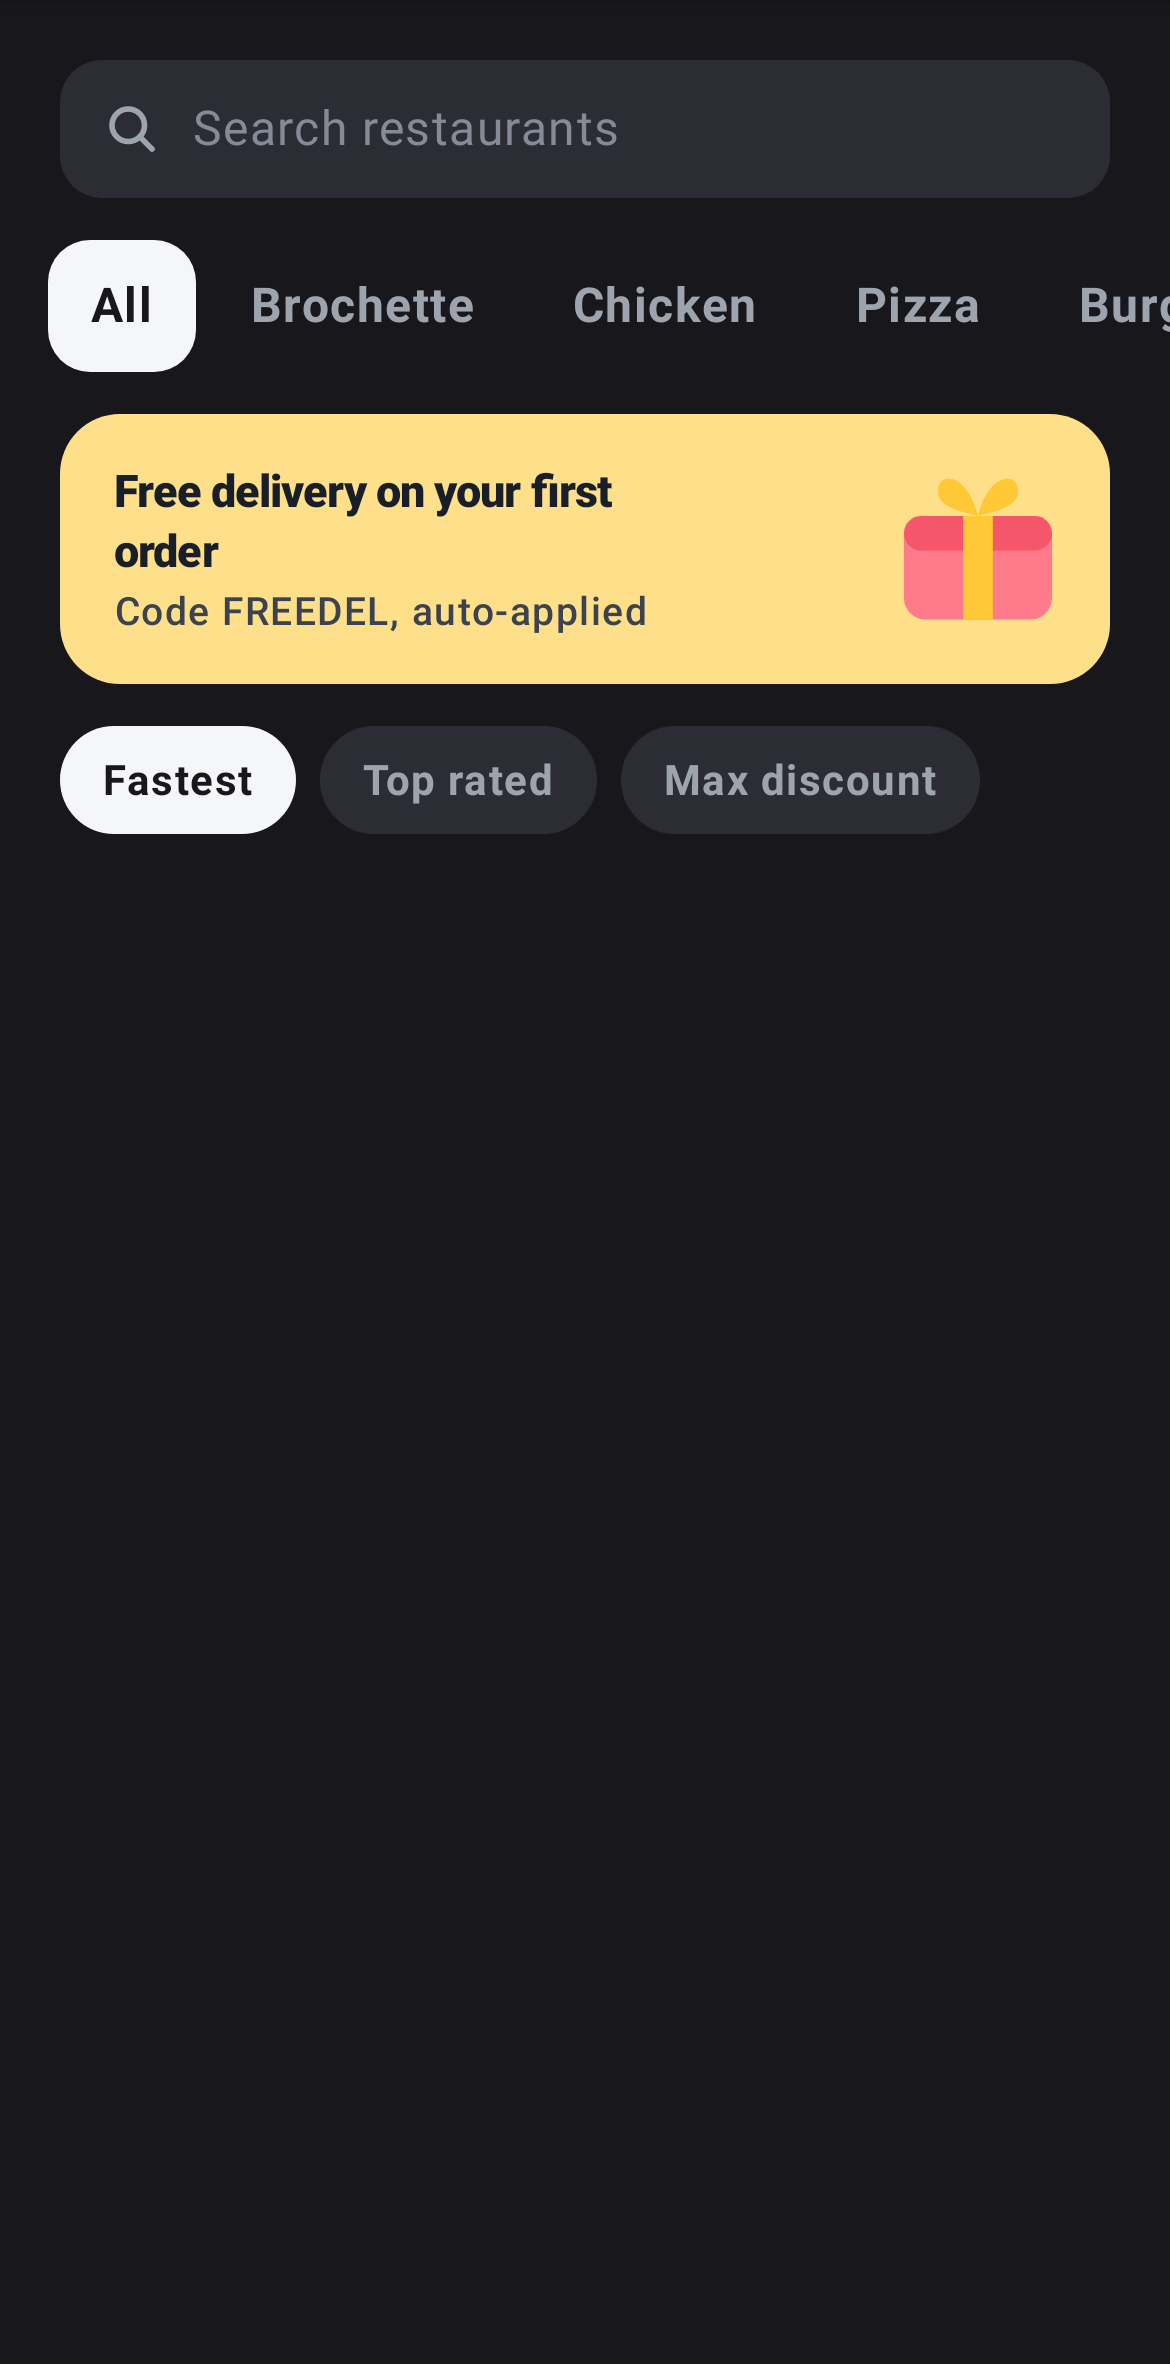 Search restaurants
All Brochette Chicken Pizza Burg
Free delivery on your first
order
Code FREEDEL, auto-applied
Fastest Top rated Max discount